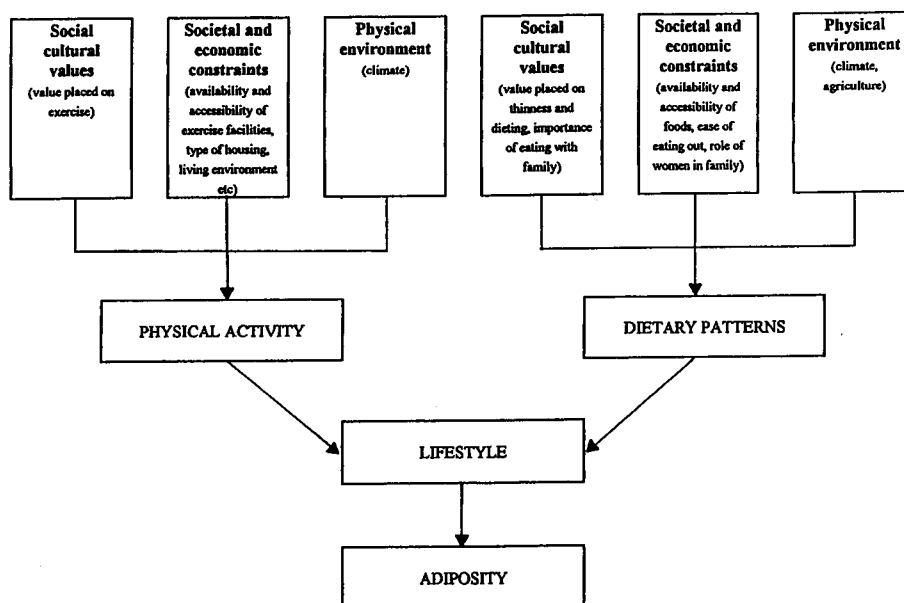 Social
cultural
values
(value placed on
exercise)
Societal and
economic
constraints
(availability and
accessibility of
exercise facilities,
type of housing,
living environment
etc)
Physical
environment
(climate)
Social
cultural
values
(value placed on
thinness and
dieting, importance
of eating with
family)
Societal and
economic
constraints
(availability and
accessibility of
foods, ease of
eating out, role of
women in family)
Physical
environment
(climate,
agriculture)
PHYSICAL ACTIVITY
DIETARY PATTERNS
LIFESTYLE
ADIPOSITY